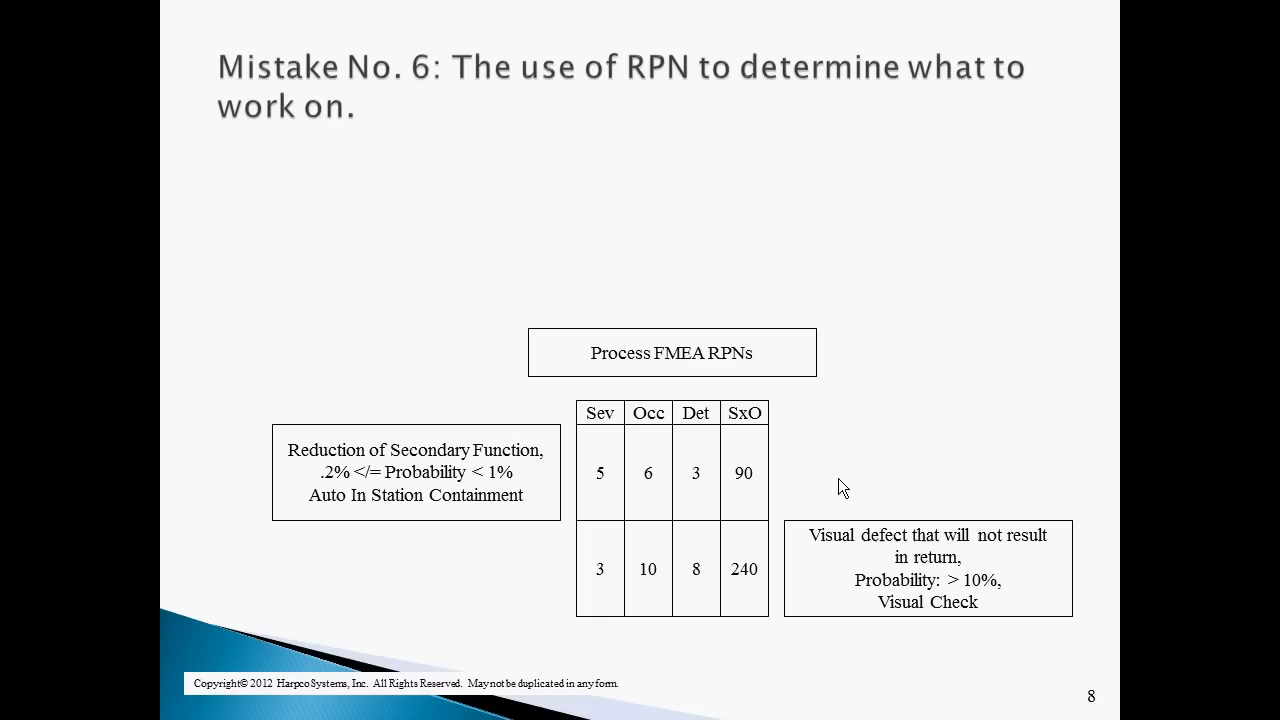 Mistake No. 6: The use of RPN to determine what to
work on.
Process FMEA RPNs
Sev Occ Det SxO
Reduction of Secondary Function,
.2% </= Probability < 1%
Auto In Station Containment
5 6 3 90
3 10 8 240
Visual defect that will not result
in return,
Probability: > 10%,
Visual Check
Copyright© 2012 Harpco Systems, Inc. All Rights Reserved. May not be duplicated in any form.
8